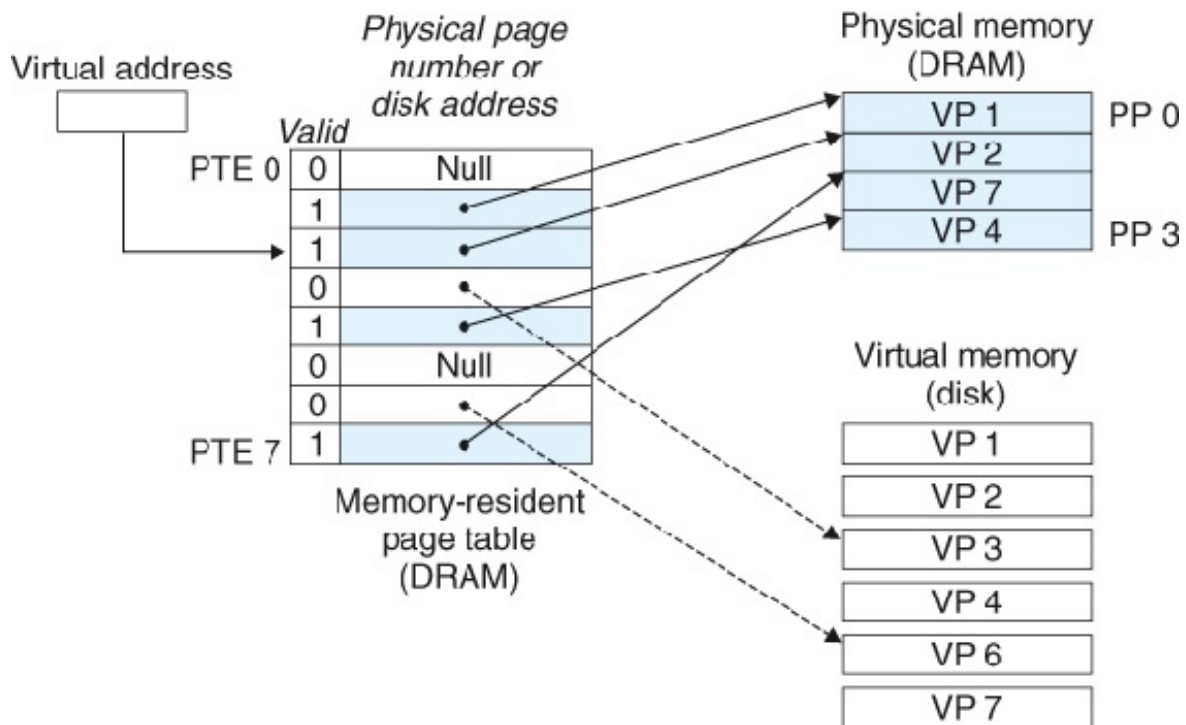 Physical page
number or
disk address
Virtual address
Valid
PTE 0
0
Null
1
1
0
1
0
Null
0
PTE 7
1
Memory-resident
page table
(DRAM)
Physical memory
(DRAM)
VP 1
PP 0
VP 2
VP 7
VP 4
PP 3
Virtual memory
(disk)
VP 1
VP 2
VP 3
VP 4
VP 6
VP 7